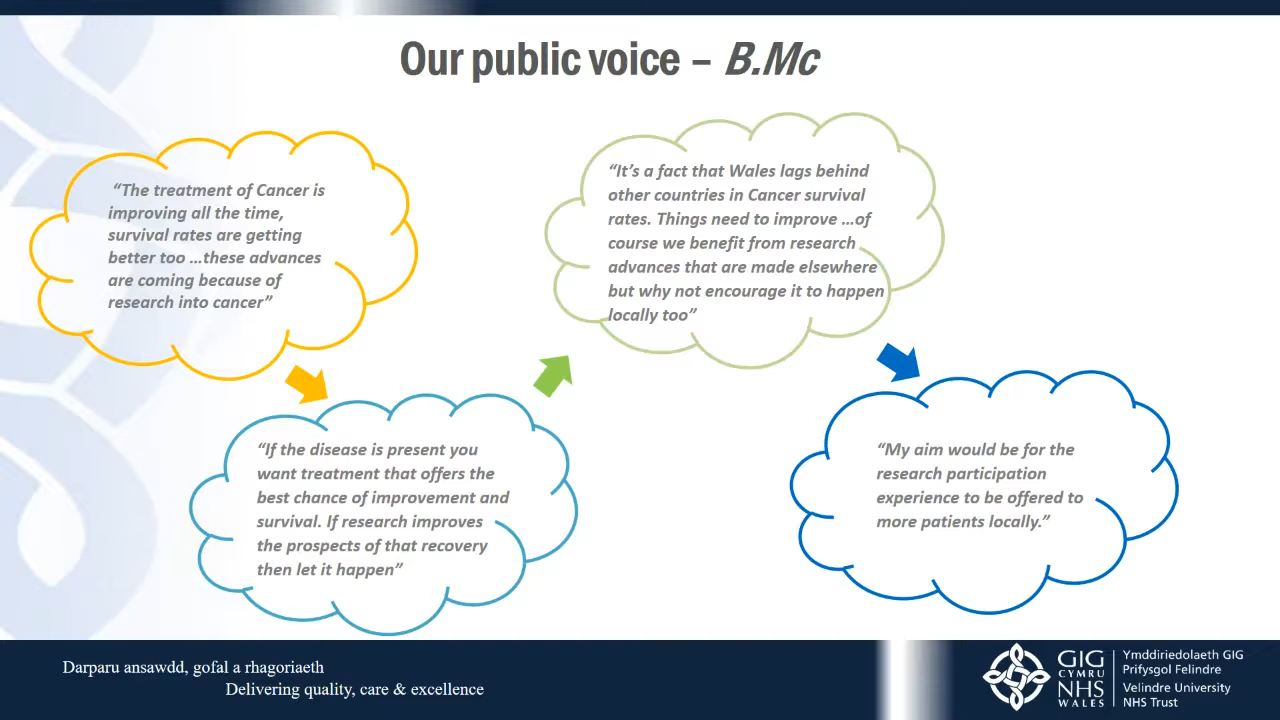 Our public voice – B.Mc
“The treatment of Cancer is
improving all the time,
survival rates are getting
better too ...these advances
are coming because of
research into cancer”
“If the disease is present you
want treatment that offers the
best chance of improvement and
survival. If research improves
the prospects of that recovery
then let it happen”
“It’s a fact that Wales lags behind
other countries in Cancer survival
rates. Things need to improve ...of
course we benefit from research
advances that are made elsewhere
but why not encourage it to happen
locally too”
“My aim would be for the
research participation
experience to be offered to
more patients locally.”
Darparu ansawdd, gofal a rhagoriaeth
Delivering quality, care & excellence
GIG
CYMRU
NHS
WALES
Ymddiriedolaeth GIG
Prifysgol Felindre
Velindre University
NHS Trust